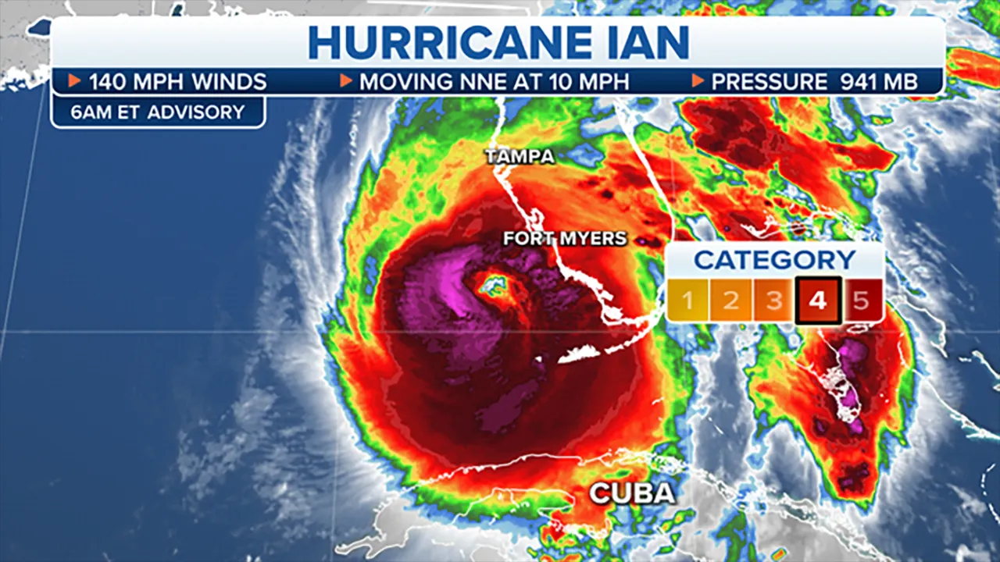 HURRICANE IAN
140 MPH WINDS MOVING NNE AT 10 MPH PRESSURE 941 MB
6AM ET ADVISORY
TAMPA
FORT MYERS
CATEGORY
1 2 3 4 5
CUBA